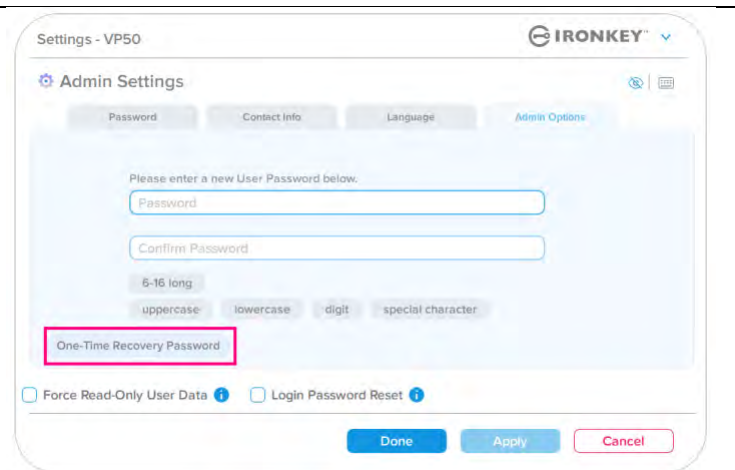 Settings - VP50
IRONKEY™
Admin Settings
Password Contact Info Language Admin Options
Please enter a new User Password below.
Password
Confirm Password
6-16 long
uppercase lowercase digit special character
One-Time Recovery Password
Force Read-Only User Data i Login Password Reset i
Done Apply Cancel